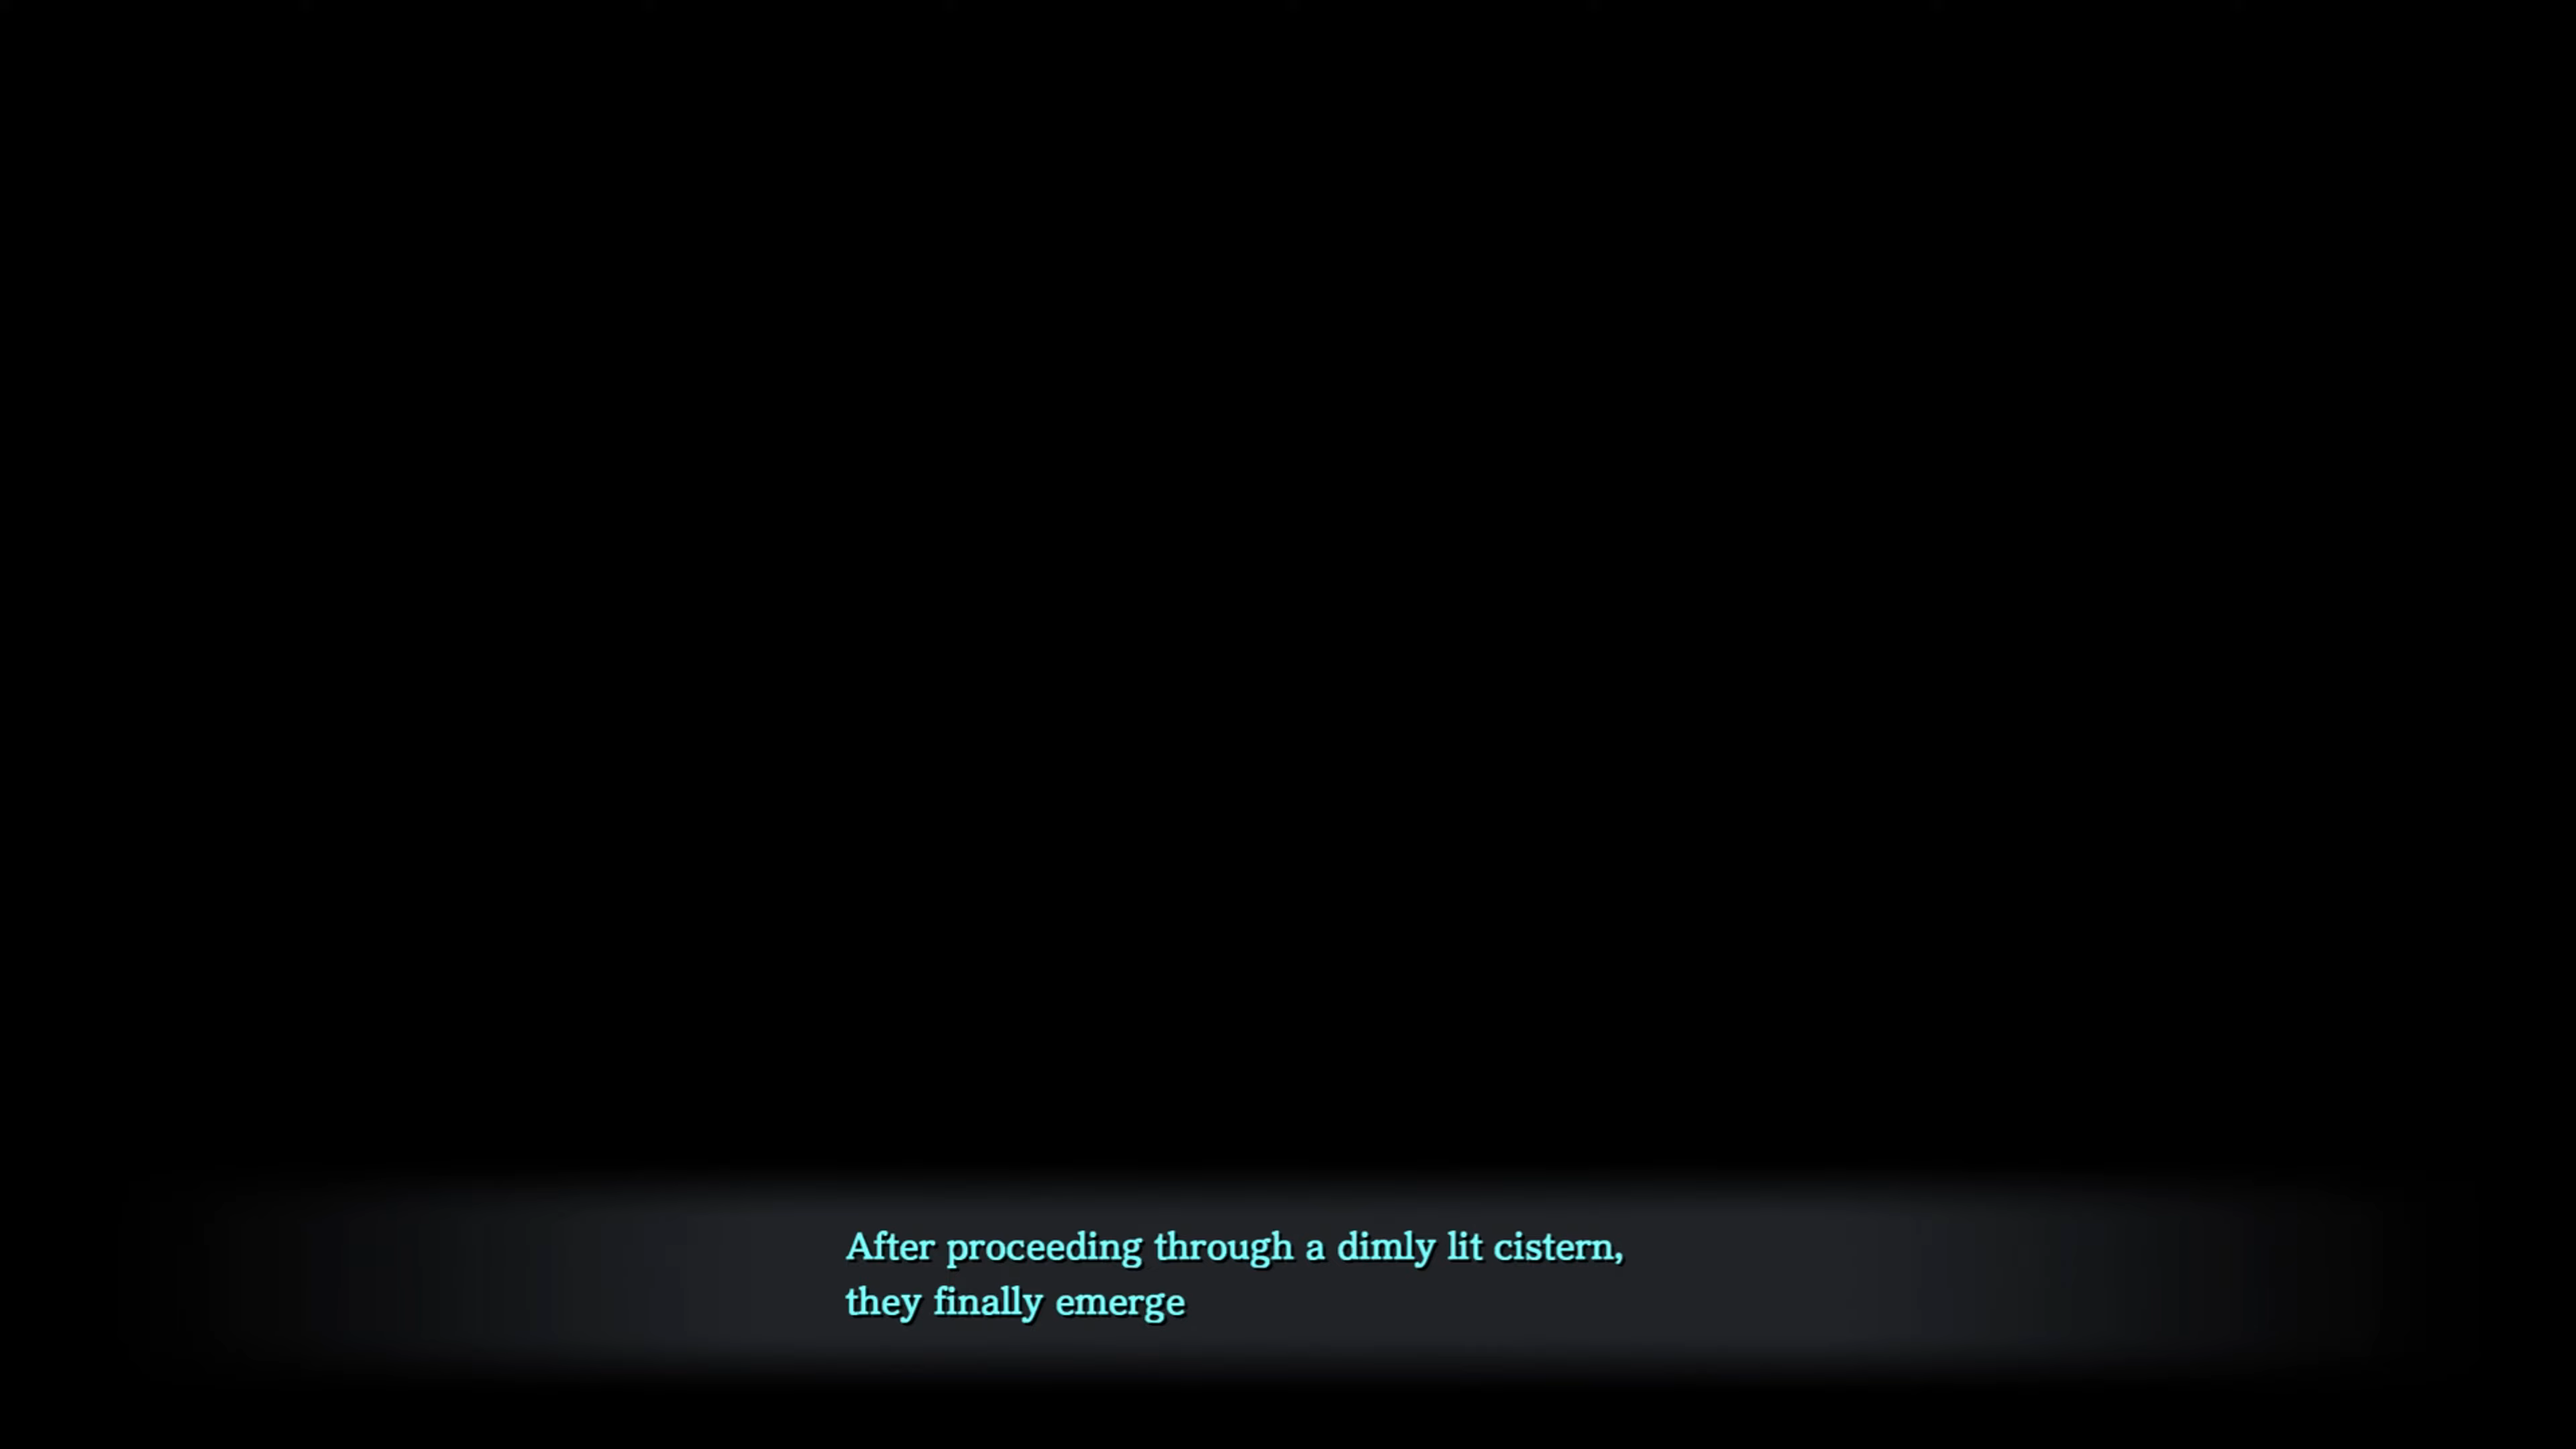 After proceeding through a dimly lit cistern,
they finally emerge